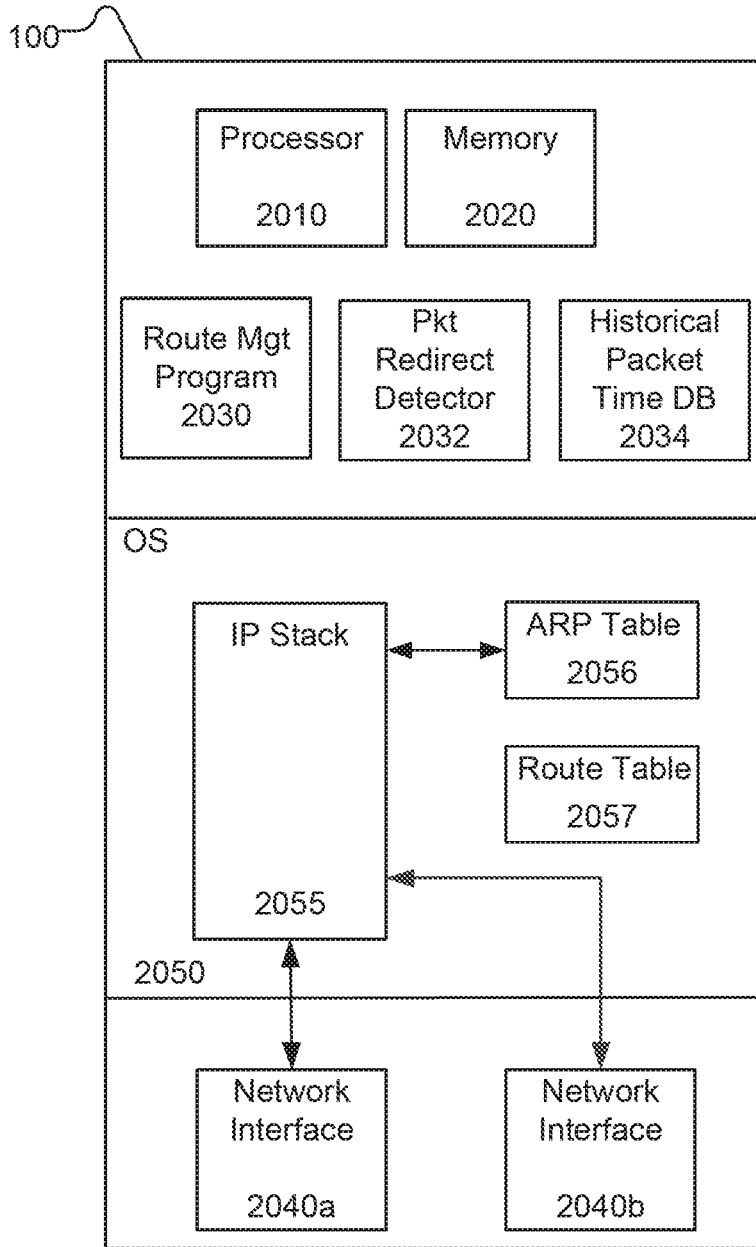 100
Processor
2010
Memory
2020
Route Mgt
Program
2030
Pkt
Redirect
Detector
2032
Historical
Packet
Time DB
2034
OS
IP Stack
2055
ARP Table
2056
Route Table
2057
2050
Network
Interface
2040a
Network
Interface
2040b